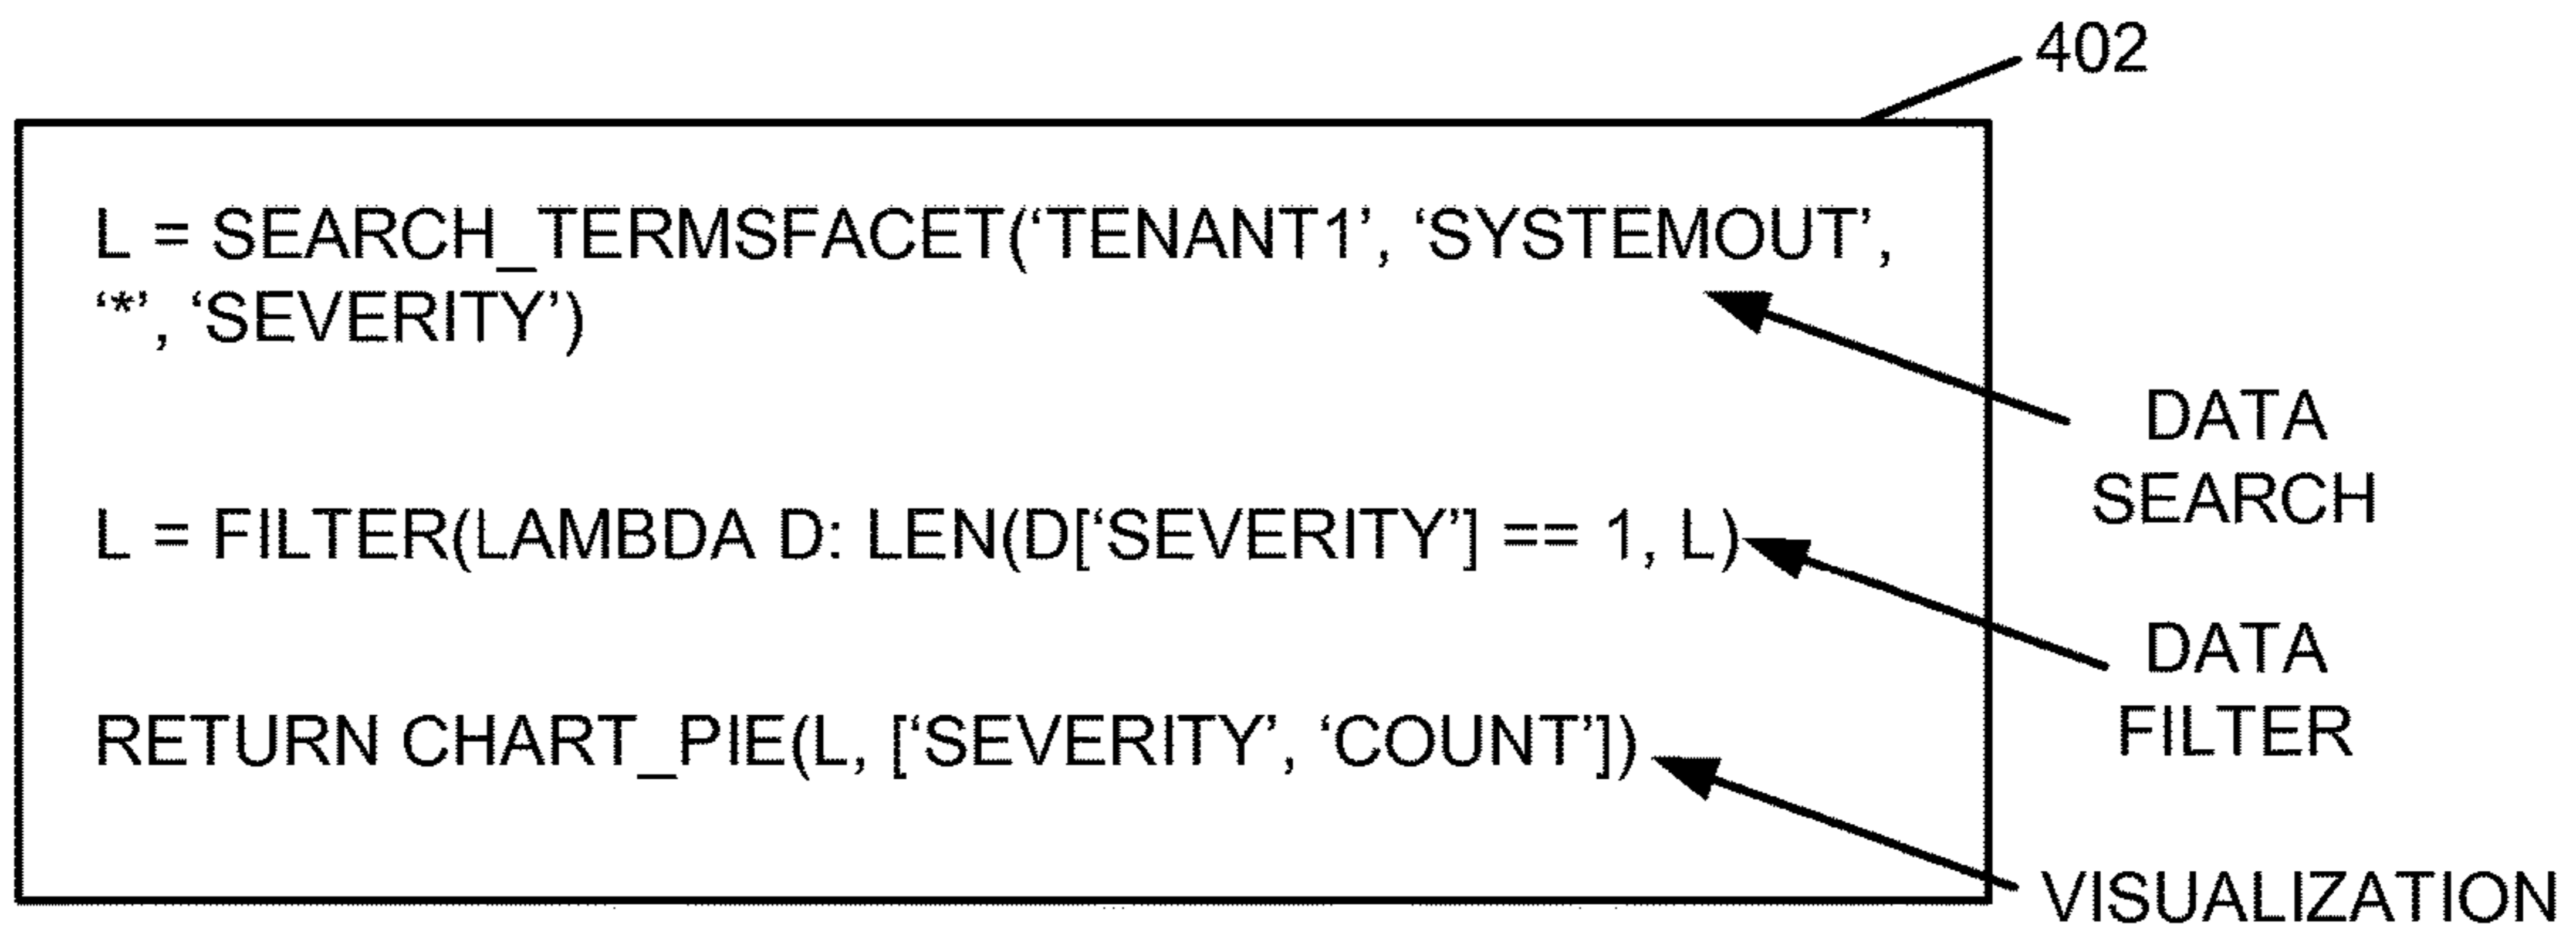 402
L = SEARCH_TERMSFACET(‘TENANT1’, ‘SYSTEMOUT’,
‘*’, ‘SEVERITY’)
DATA
SEARCH
L = FILTER(LAMBDA D: LEN(D[‘SEVERITY’] == 1, L)
DATA
FILTER
RETURN CHART_PIE(L, [‘SEVERITY’, ‘COUNT’])
VISUALIZATION